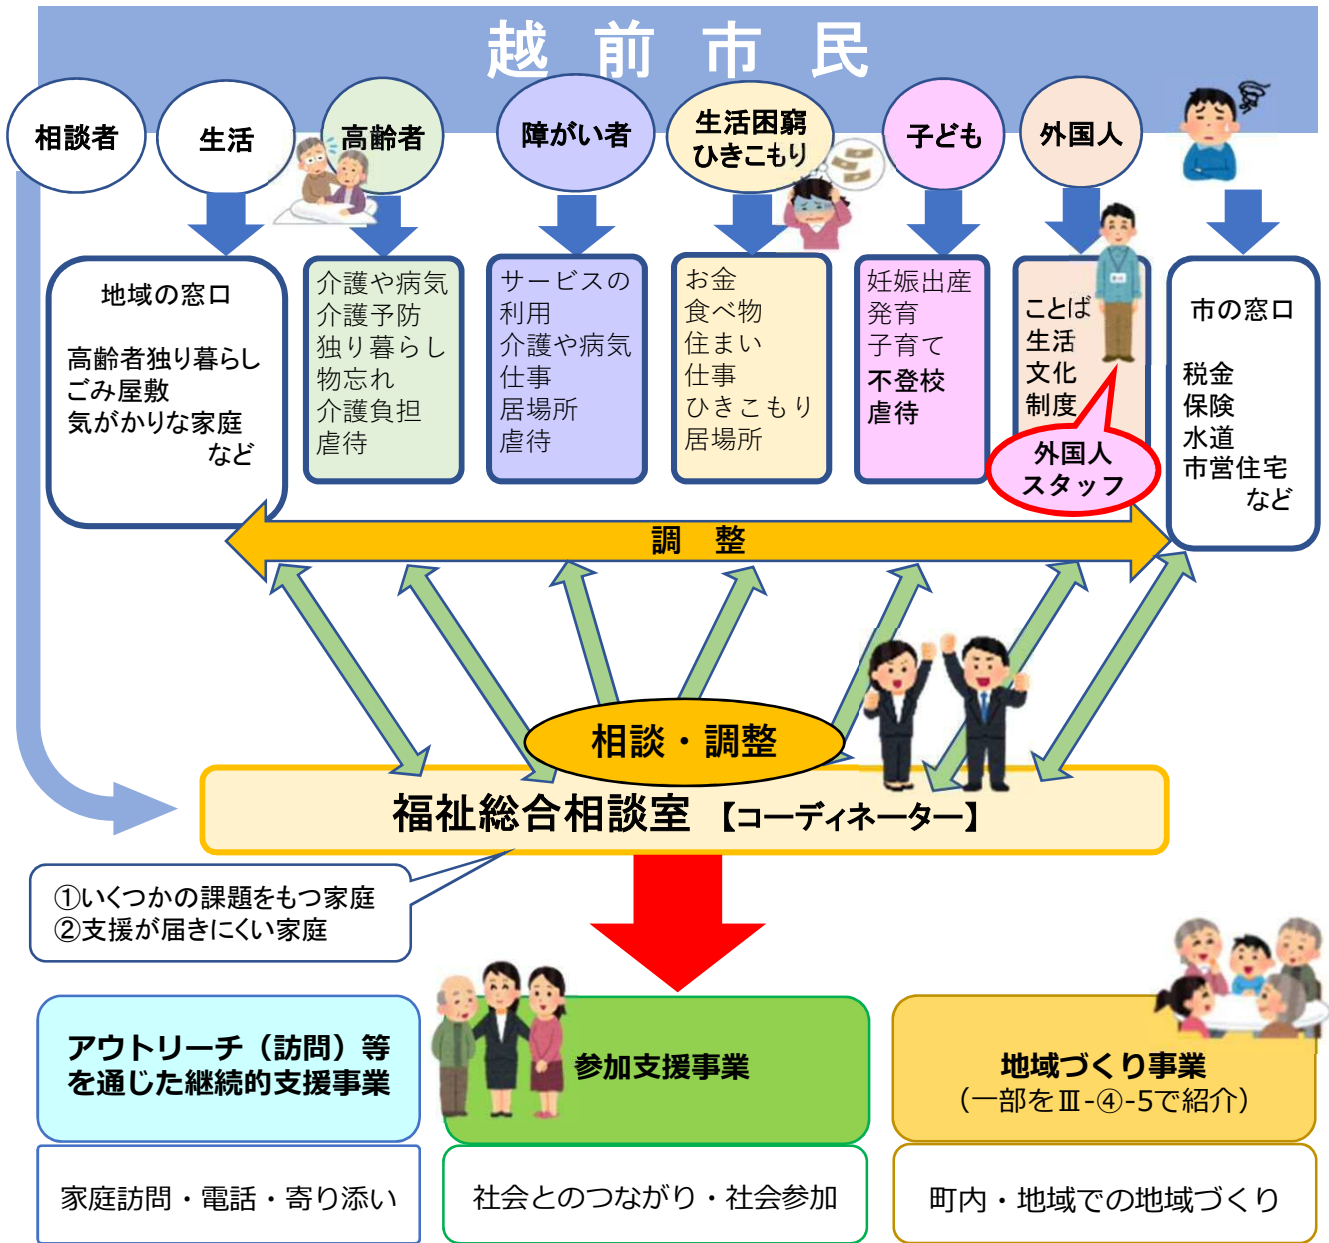 越前市民
相談者
生活
高齢者
障がい者
生活困窮
ひきこもり
子ども
外国人
地域の窓口
高齢者独り暮らし
ごみ屋敷
気がかりな家庭
など
介護や病気
介護予防
独り暮らし
物忘れ
介護負担
虐待
サービスの
利用
介護や病気
仕事
居場所
虐待
お金
食べ物
住まい
仕事
ひきこもり
居場所
妊娠出産
発育
子育て
不登校
虐待
ことば
生活
文化
制度
外国人
スタッフ
市の窓口
税金
保険
水道
市営住宅
など
調 整
相談・調整
福祉総合相談室 【コーディネーター】
①いくつかの課題をもつ家庭
②支援が届きにくい家庭
アウトリーチ（訪問）等
を通じた継続的支援事業
家庭訪問・電話・寄り添い
参加支援事業
社会とのつながり・社会参加
地域づくり事業
（一部をⅢ-④-5で紹介）
町内・地域での地域づくり